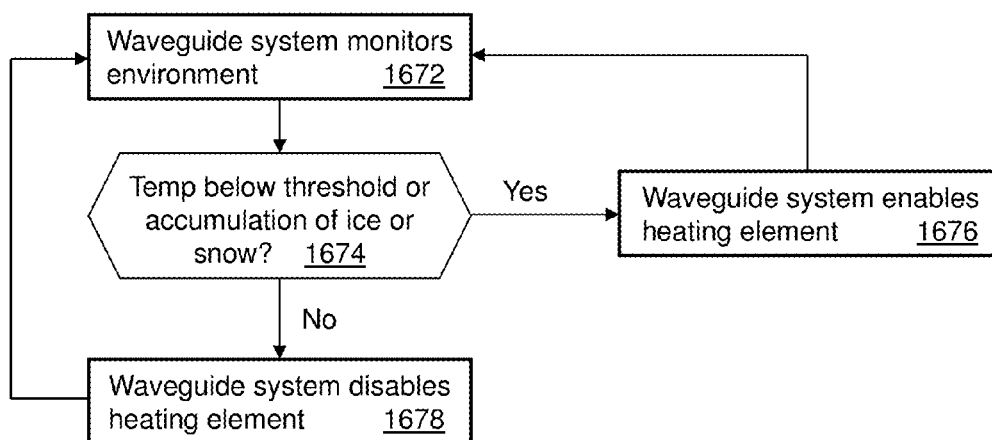 Waveguide system monitors
environment 1672
Temp below threshold or
accumulation of ice or
snow? 1674
Yes
Waveguide system enables
heating element 1676
No
Waveguide system disables
heating element 1678